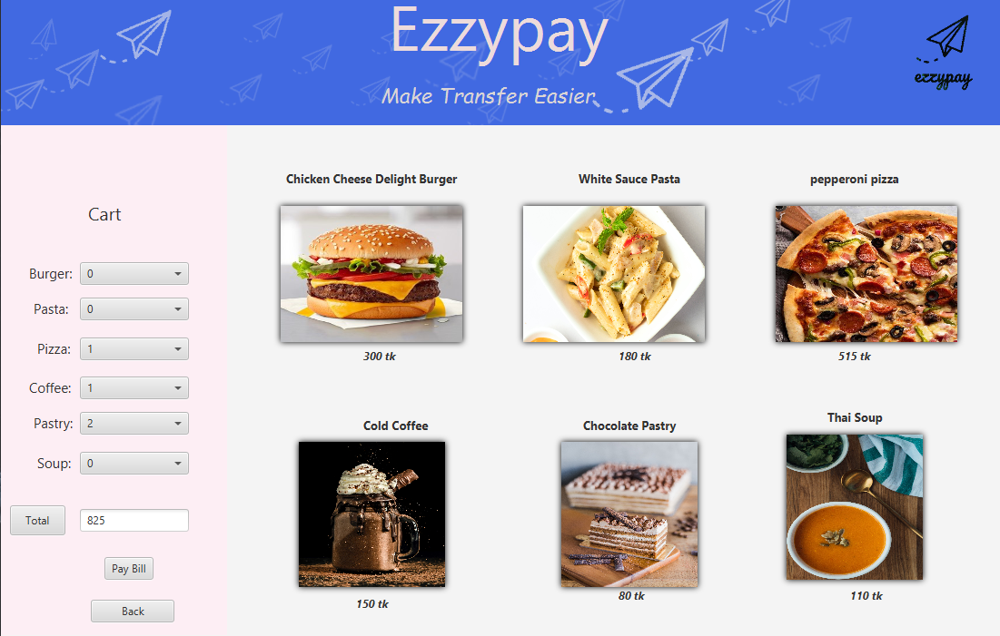 Ezzypay
Make Transfer Easier
ezzypay
Cart
Burger: 0
Pasta: 0
Pizza: 1
Coffee: 1
Pastry: 2
Soup: 0
Total 825
Pay Bill
Back
Chicken Cheese Delight Burger
300 tk
White Sauce Pasta
180 tk
pepperoni pizza
515 tk
Cold Coffee
150 tk
Chocolate Pastry
80 tk
Thai Soup
110 tk